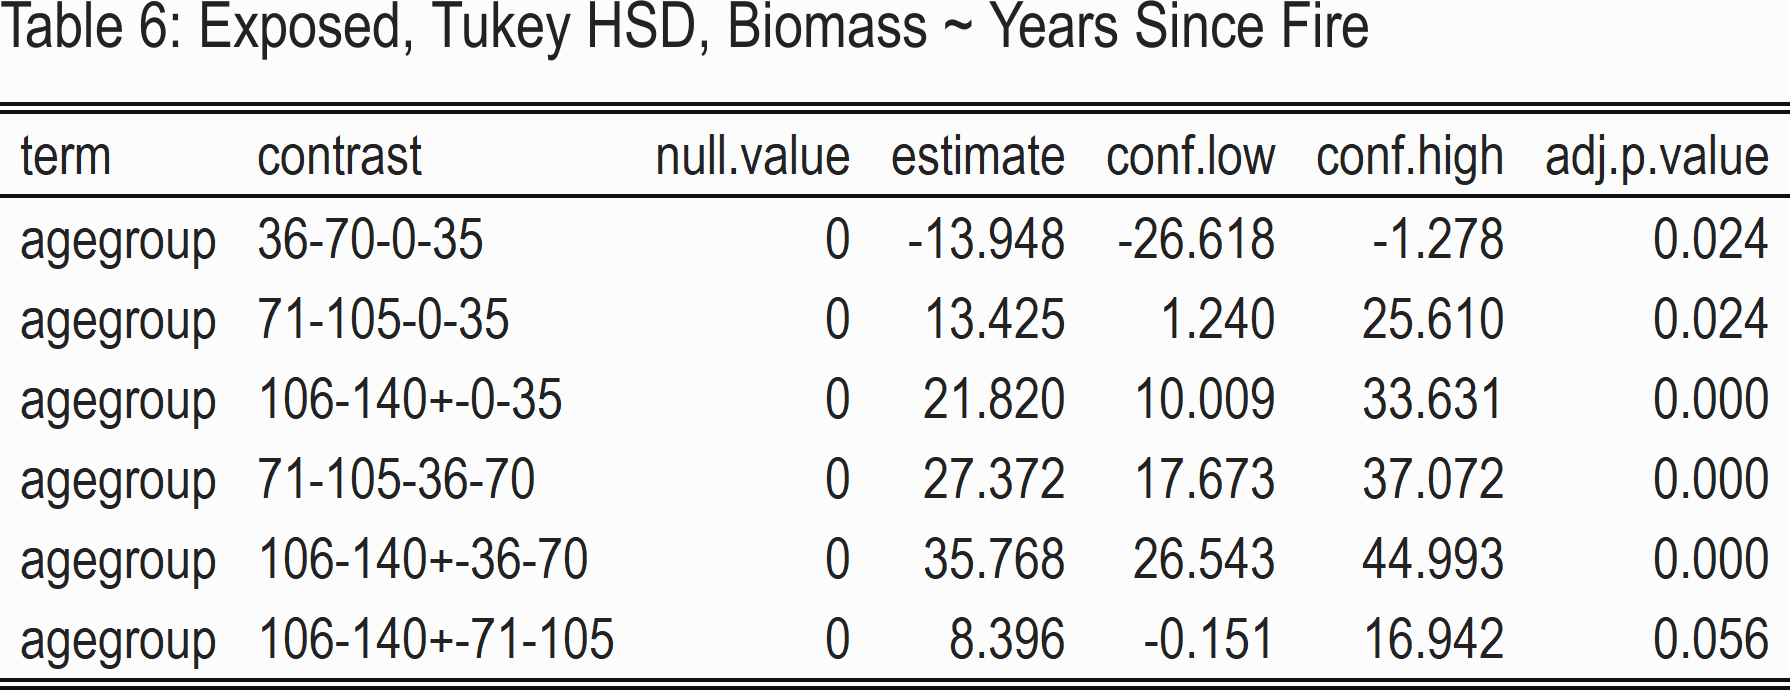 Table 6: Exposed, Tukey HSD, Biomass ~ Years Since Fire
term contrast null.value estimate conf.low conf.high adj.p.value
agegroup 36-70-0-35 0 -13.948 -26.618 -1.278 0.024
agegroup 71-105-0-35 0 13.425 1.240 25.610 0.024
agegroup 106-140+-0-35 0 21.820 10.009 33.631 0.000
agegroup 71-105-36-70 0 27.372 17.673 37.072 0.000
agegroup 106-140+-36-70 0 35.768 26.543 44.993 0.000
agegroup 106-140+-71-105 0 8.396 -0.151 16.942 0.056